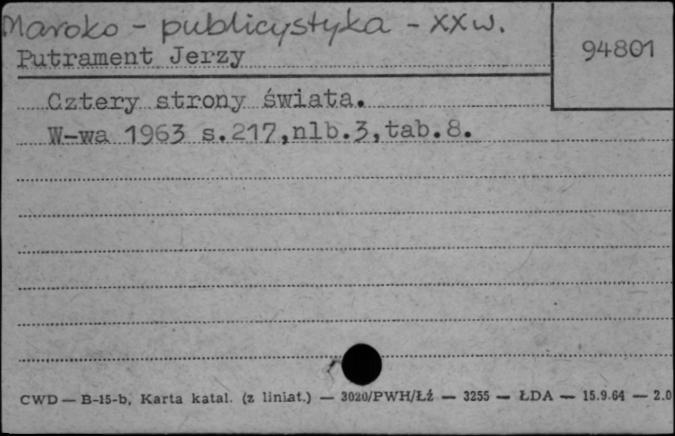 Maroko - publicystyka - XX w.
94801
Putrament Jerzy
Cztery strony świata.
W-wa 1963 s.217,nlb.3,tab.8.
CWD — B-15-b, Karta katal. (z liniat.) — 3020/PWH/Łź — 3255 — ŁDA — 15.9.64 — 2.0